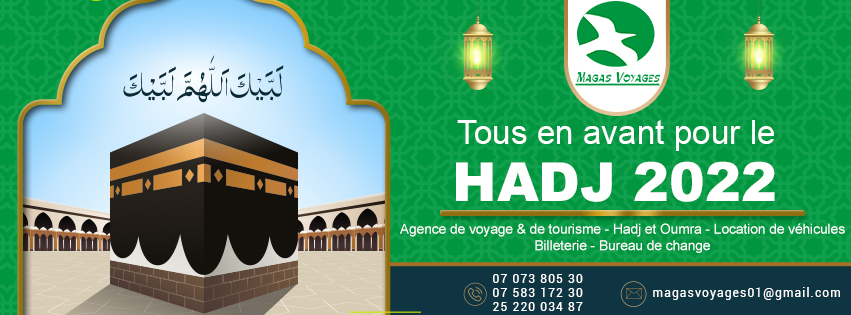 لَبَّيْكَ اَللّٰهُمَّ لَبَّيْكَ
MAGAS VOYAGES
Tous en avant pour le
HADJ 2022
Agence de voyage & de tourisme - Hadj et Oumra - Location de véhicules
Billeterie - Bureau de change
07 073 805 30
07 583 172 30
25 220 034 87
magasvoyages01@gmail.com